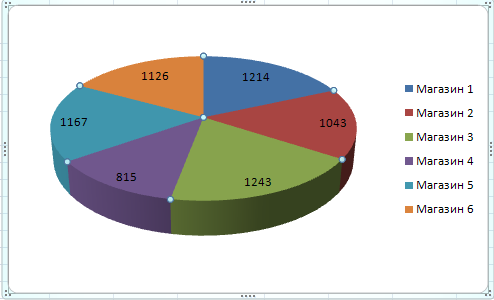 1126
1214
1167
1043
815
1243
Магазин 1
Магазин 2
Магазин 3
Магазин 4
Магазин 5
Магазин 6